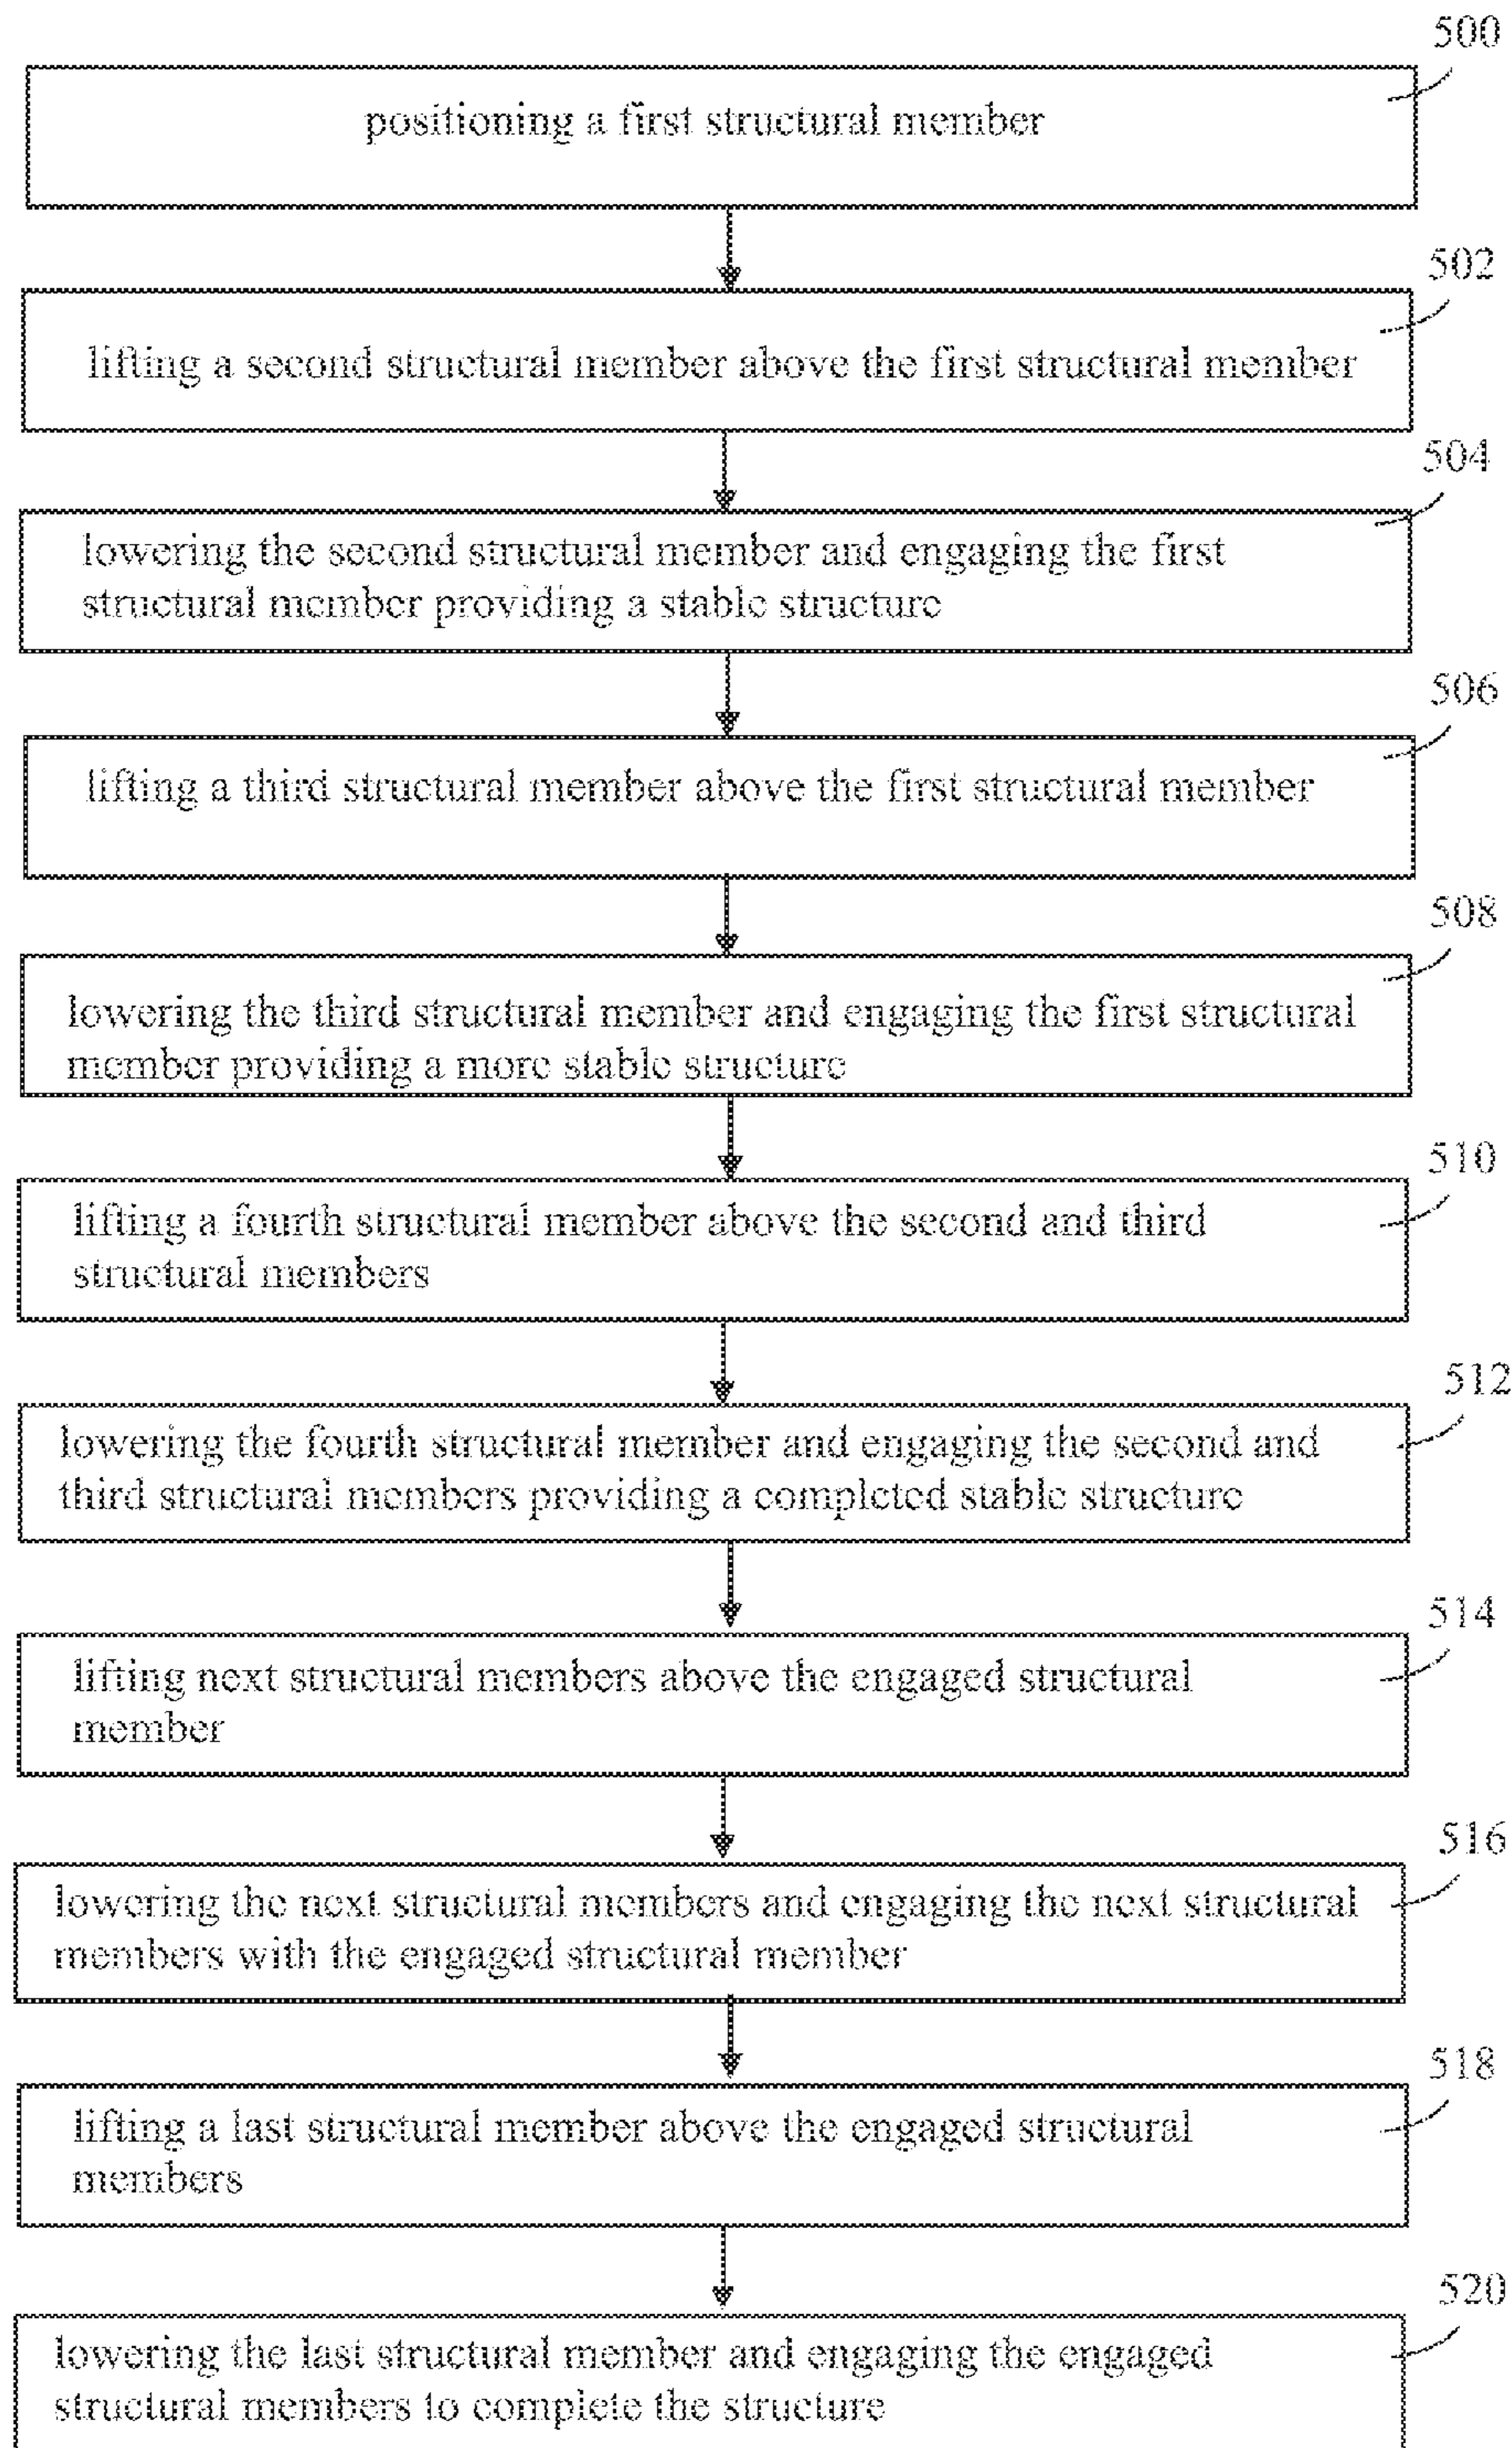 500
positioning a first structural member
502
lifting a second structural member above the first structural member
504
lowering the second structural member and engaging the first
structural member providing a stable structure
506
lifting a third structural member above the first structural member
508
lowering the third structural member and engaging the first structural
member providing a more stable structure
510
lifting a fourth structural member above the second and third
structural members
512
lowering the fourth structural member and engaging the second and
third structural members providing a completed stable structure
514
lifting next structural members above the engaged structural
member
516
lowering the next structural members and engaging the next structural
members with the engaged structural member
518
lifting a last structural member above the engaged structural
members
520
lowering the last structural member and engaging the engaged
structural members to complete the structure